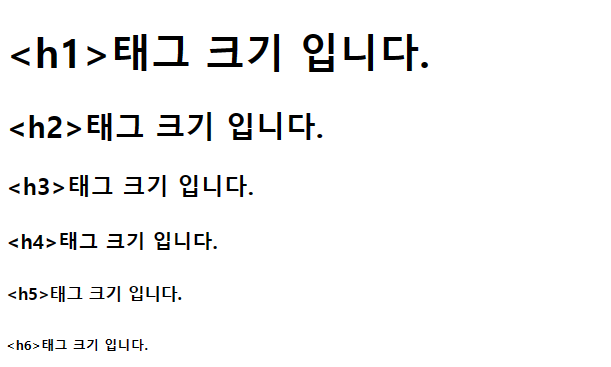 <h1>태그 크기 입니다.
<h2>태그 크기 입니다.
<h3>태그 크기 입니다.
<h4>태그 크기 입니다.
<h5>태그 크기 입니다.
<h6>태그 크기 입니다.